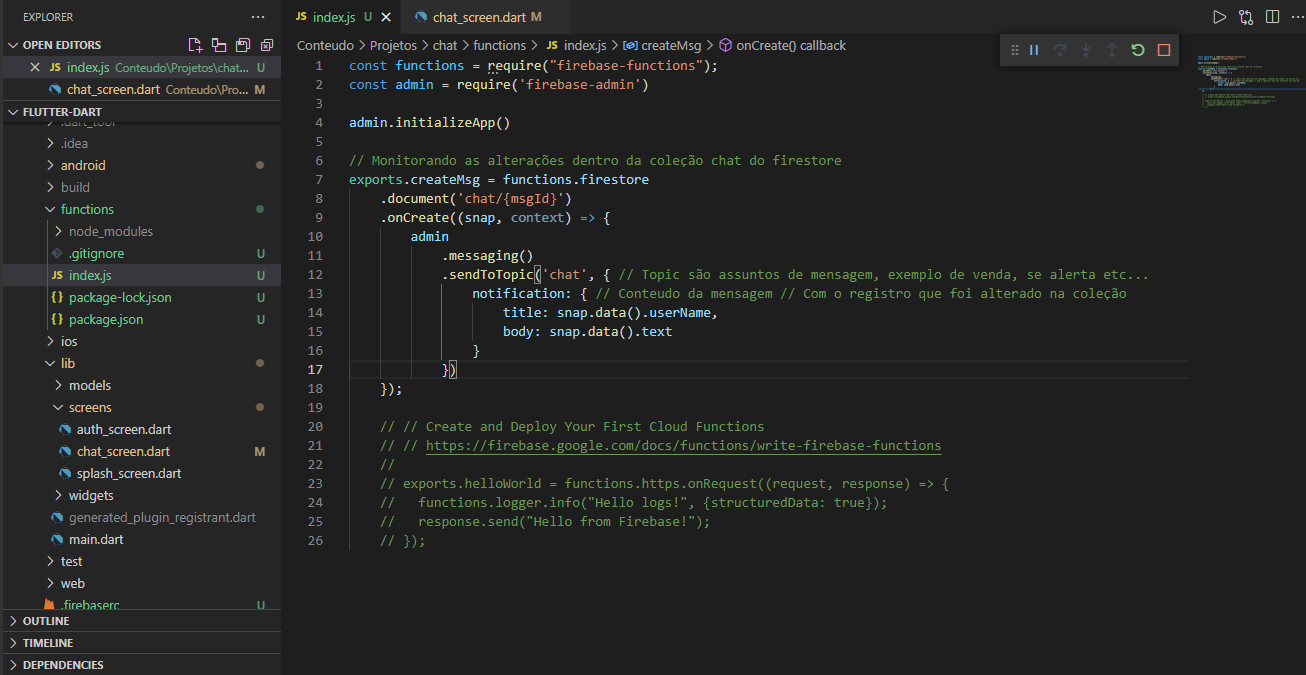 EXPLORER
OPEN EDITORS
index.js Conteudo\Projetos\chat... U
chat_screen.dart Conteudo\Pro... M
FLUTTER-DART
.dart_tool
.idea
android
build
functions
node_modules
.gitignore U
JS index.js U
{} package-lock.json U
{} package.json U
ios
lib
models
screens
auth_screen.dart
chat_screen.dart M
splash_screen.dart
widgets
generated_plugin_registrant.dart
main.dart
test
web
.firebaserc U
OUTLINE
TIMELINE
DEPENDENCIES
JS index.js U
chat_screen.dart M
Conteudo > Projetos > chat > functions > JS index.js > createMsg > onCreate() callback
1 const functions = require("firebase-functions");
2 const admin = require('firebase-admin')
3
4 admin.initializeApp()
5
6 // Monitorando as alterações dentro da coleção chat do firestore
7 exports.createMsg = functions.firestore
8 .document('chat/{msgId}')
9 .onCreate((snap, context) => {
10 admin
11 .messaging()
12 .sendToTopic('chat', { // Topic são assuntos de mensagem, exemplo de venda, se alerta etc...
13 notification: { // Conteudo da mensagem // Com o registro que foi alterado na coleção
14 title: snap.data().userName,
15 body: snap.data().text
16 }
17 })
18 });
19
20 // // Create and Deploy Your First Cloud Functions
21 // // https://firebase.google.com/docs/functions/write-firebase-functions
22 //
23 // exports.helloWorld = functions.https.onRequest((request, response) => {
24 //   functions.logger.info("Hello logs!", {structuredData: true});
25 //   response.send("Hello from Firebase!");
26 // });